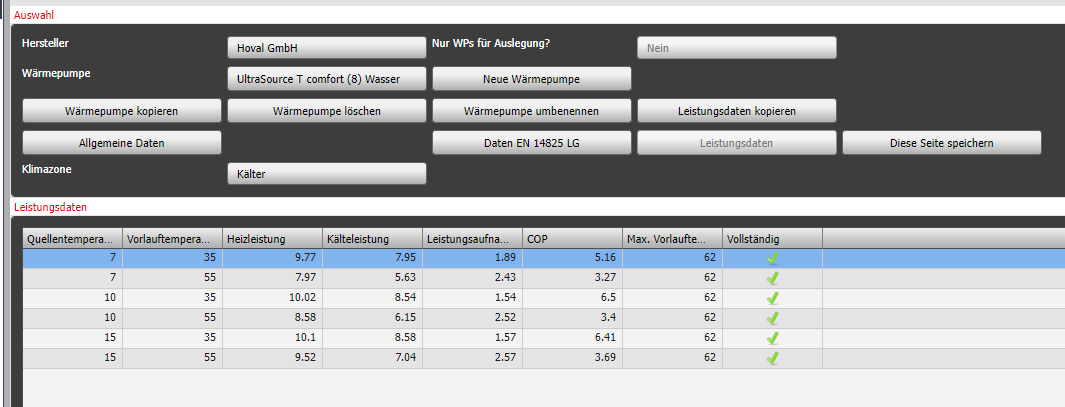 Auswahl
Hersteller Hoval GmbH Nur WPs für Auslegung? Nein
Wärmepumpe UltraSource T comfort (8) Wasser Neue Wärmepumpe
Wärmepumpe kopieren Wärmepumpe löschen Wärmepumpe umbenennen Leistungsdaten kopieren
Allgemeine Daten Daten EN 14825 LG Leistungsdaten Diese Seite speichern
Klimazone Kälter
Leistungsdaten
Quellentempera... Vorlauftempera... Heizleistung Kälteleistung Leistungsaufna... COP Max. Vorlaufte... Vollständig
7 35 9.77 7.95 1.89 5.16 62
7 55 7.97 5.63 2.43 3.27 62
10 35 10.02 8.54 1.54 6.5 62
10 55 8.58 6.15 2.52 3.4 62
15 35 10.1 8.58 1.57 6.41 62
15 55 9.52 7.04 2.57 3.69 62